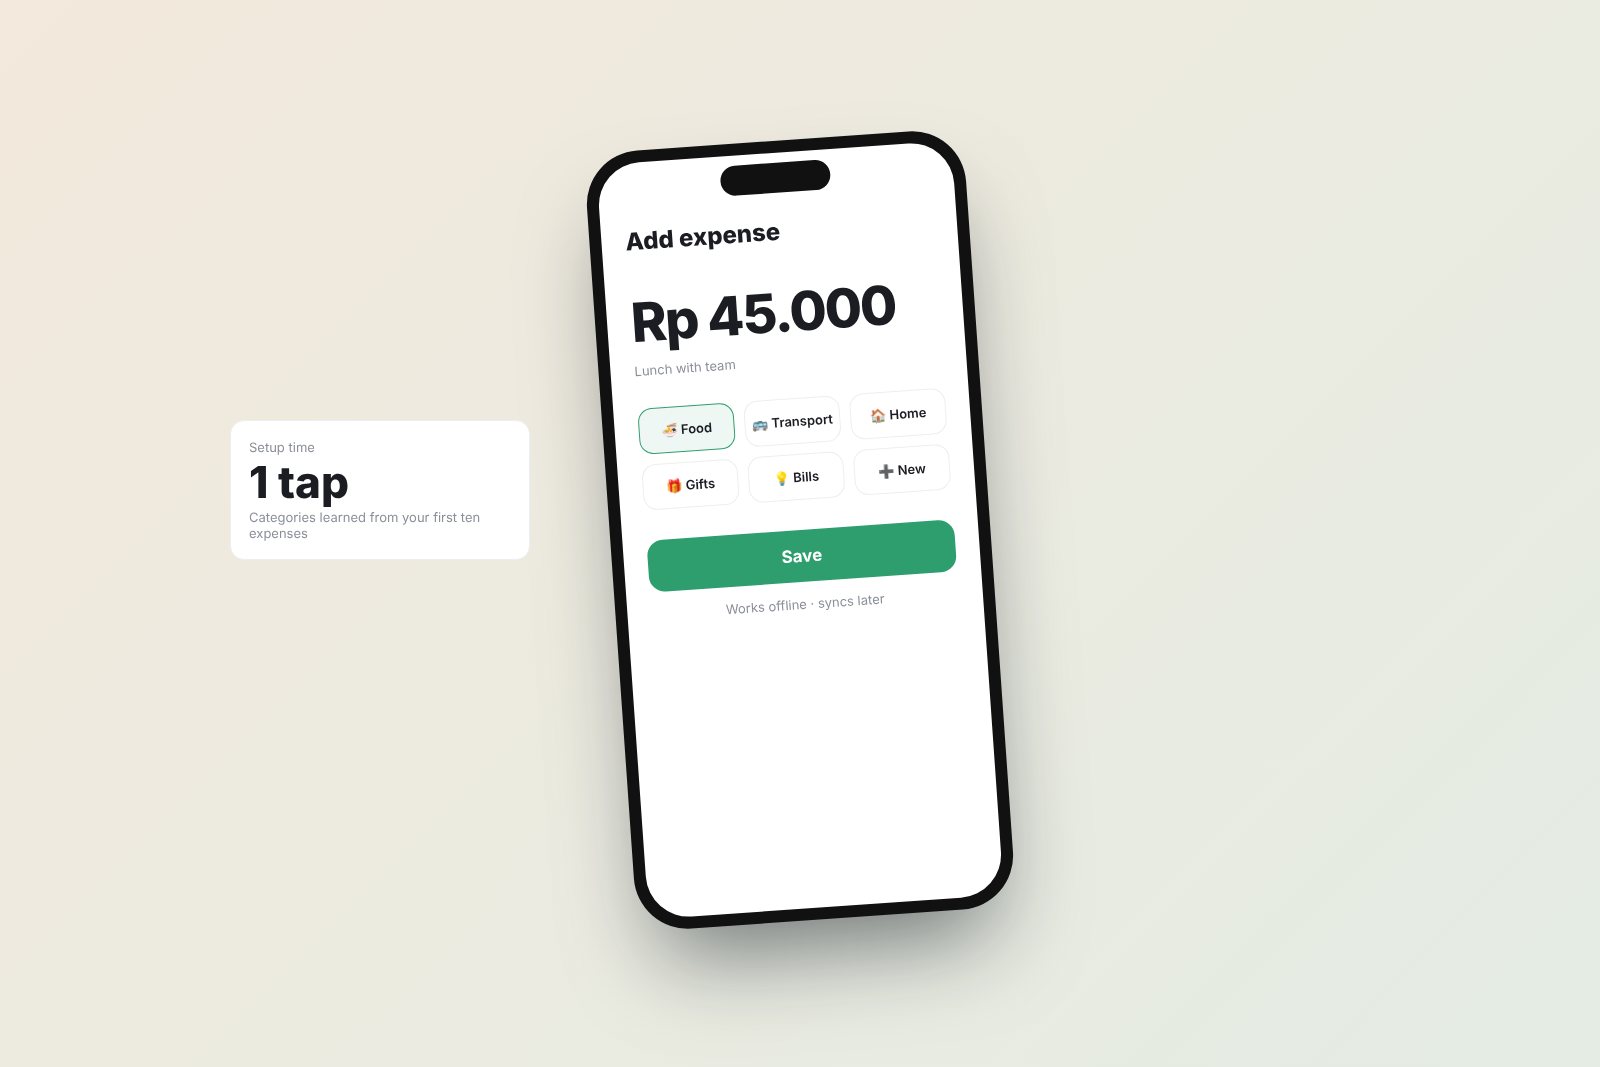 Setup time
1 tap
Categories learned from your first ten
expenses
Add expense
Rp 45.000
Lunch with team
🍜 Food
🚌 Transport
🏠 Home
🎁 Gifts
💡 Bills
➕ New
Save
Works offline · syncs later